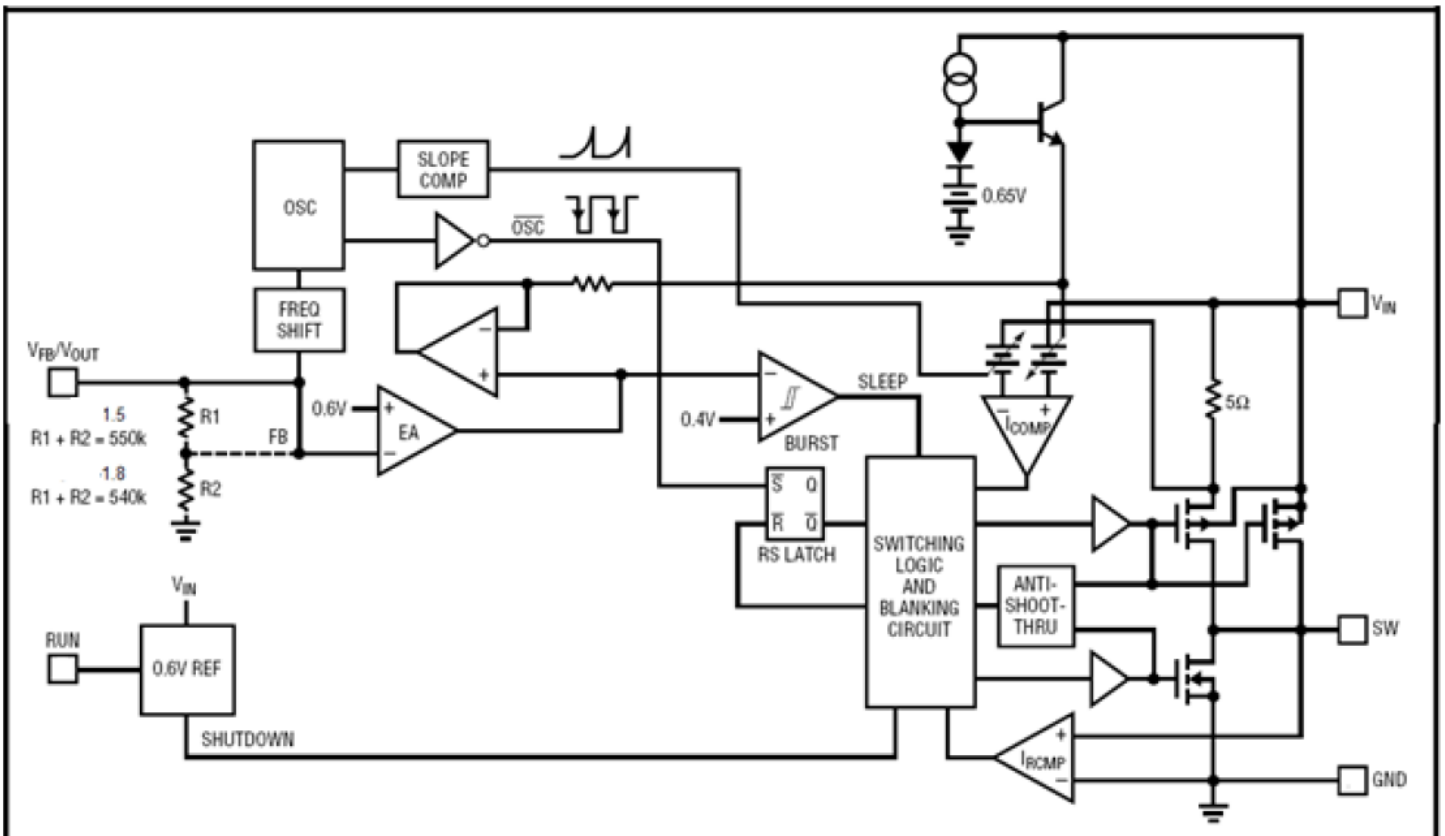 SLOPE
COMP
OSC
OSC
0.65V
FREQ
SHIFT
VIN
VFB/VOUT
R1
1.5
R1 + R2 = 550k
FB
0.6V
+
EA
−
−
+
−
0.4V
+
BURST
SLEEP
− +
ICOMP
5Ω
-1.8
R1 + R2 = 540k
R2
S Q
R Q
RS LATCH
SWITCHING
LOGIC
AND
BLANKING
CIRCUIT
ANTI-
SHOOT-
THRU
SW
VIN
RUN
0.6V REF
SHUTDOWN
+
IRCMP
−
GND